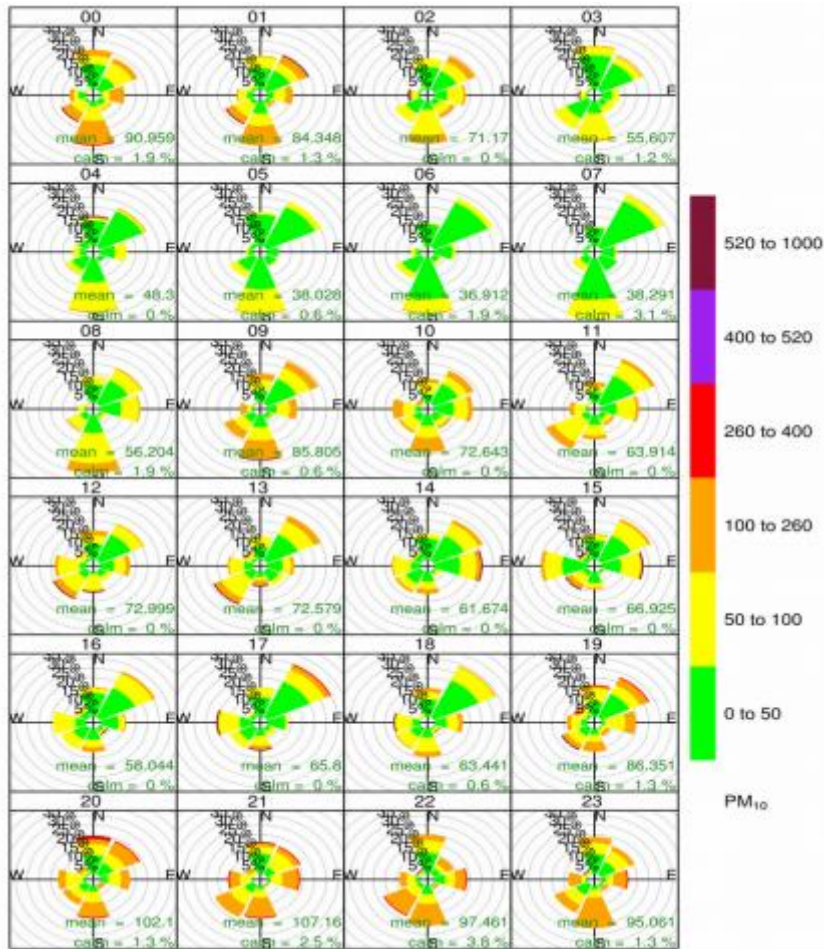 00 01 02 03
N N N N
W E W E W E W E
mean = 90.959 mean = 84.348 mean = 71.17 mean = 55.607
calm = 1.9 % calm = 1.3 % calm = 0 % calm = 1.2 %
S S S S
04 05 06 07
N N N N
W E W E W E W E
mean = 48.3 mean = 38.028 mean = 36.912 mean = 38.291
calm = 0 % calm = 0.6 % calm = 1.9 % calm = 3.1 %
S S S S
08 09 10 11
N N N N
W E W E W E W E
mean = 56.204 mean = 85.805 mean = 72.643 mean = 63.914
calm = 1.9 % calm = 0.6 % calm = 0 % calm = 0 %
S S S S
12 13 14 15
N N N N
W E W E W E W E
mean = 72.999 mean = 72.579 mean = 61.674 mean = 66.925
calm = 0 % calm = 0 % calm = 0 % calm = 0 %
S S S S
16 17 18 19
N N N N
W E W E W E W E
mean = 58.044 mean = 65.8 mean = 63.441 mean = 86.351
calm = 0 % calm = 0 % calm = 0.6 % calm = 1.3 %
S S S S
20 21 22 23
N N N N
W E W E W E W E
mean = 102.1 mean = 107.16 mean = 97.461 mean = 95.061
calm = 1.3 % calm = 2.5 % calm = 3.8 % calm = 1.3 %
S S S S
520 to 1000
400 to 520
260 to 400
100 to 260
50 to 100
0 to 50
PM₁₀